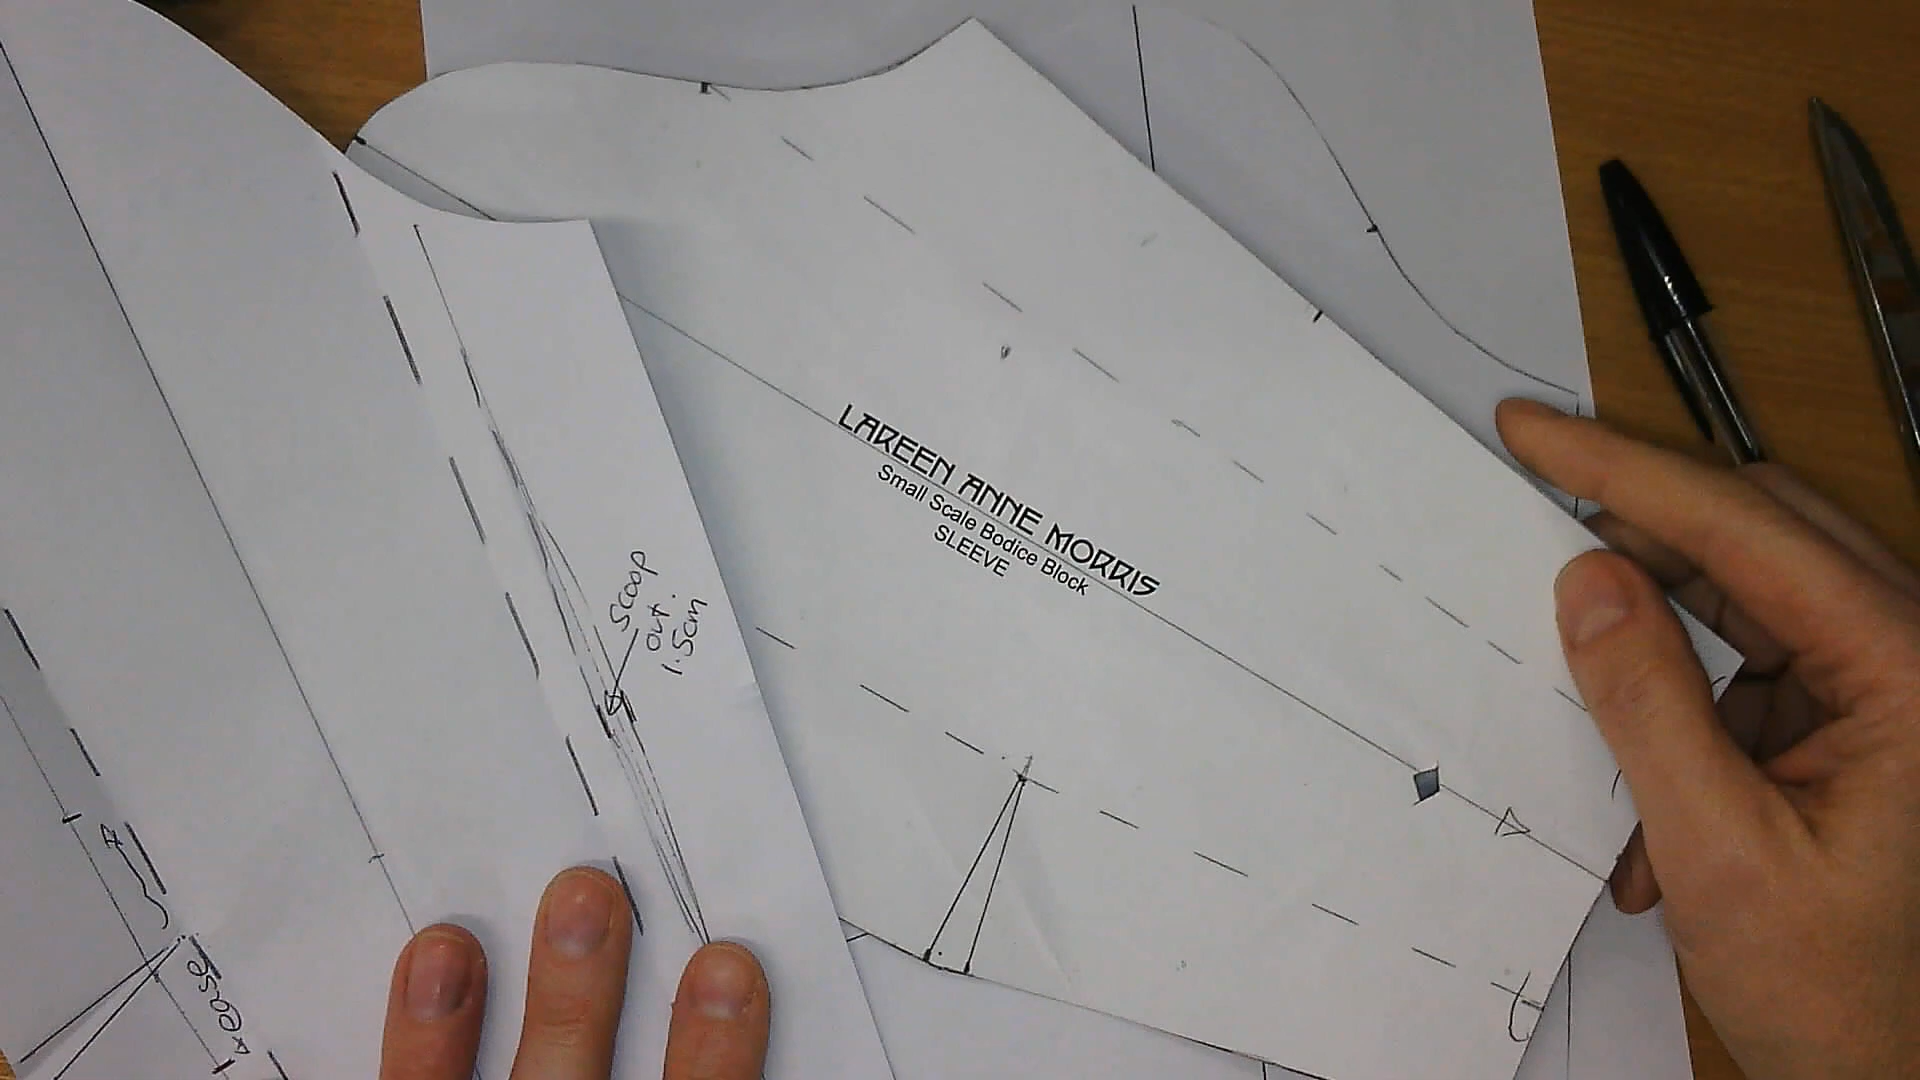 LAREEN ANNE MORRIS
Small Scale Bodice Block
SLEEVE
scoop
out.
1.5cm
ease